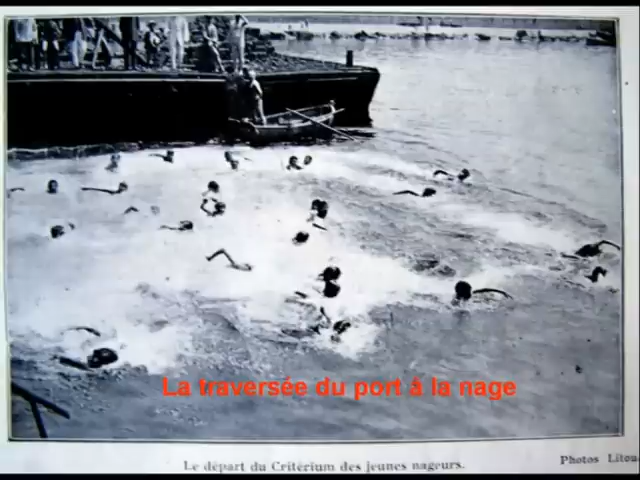 La traversée du port à la nage
Le départ du Critérium des jeunes nageurs.
Photos